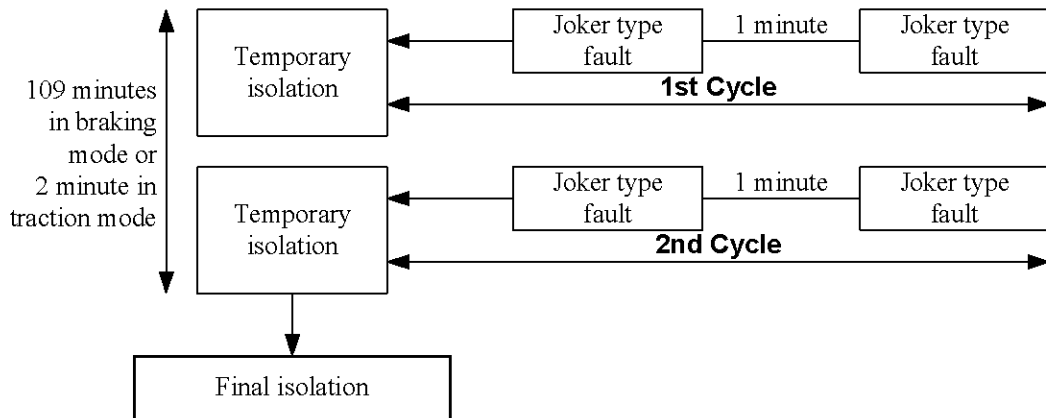 109 minutes
in braking
mode or
2 minute in
traction mode
Temporary
isolation
Joker type
fault
1 minute
Joker type
fault
1st Cycle
Temporary
isolation
Joker type
fault
1 minute
Joker type
fault
2nd Cycle
Final isolation